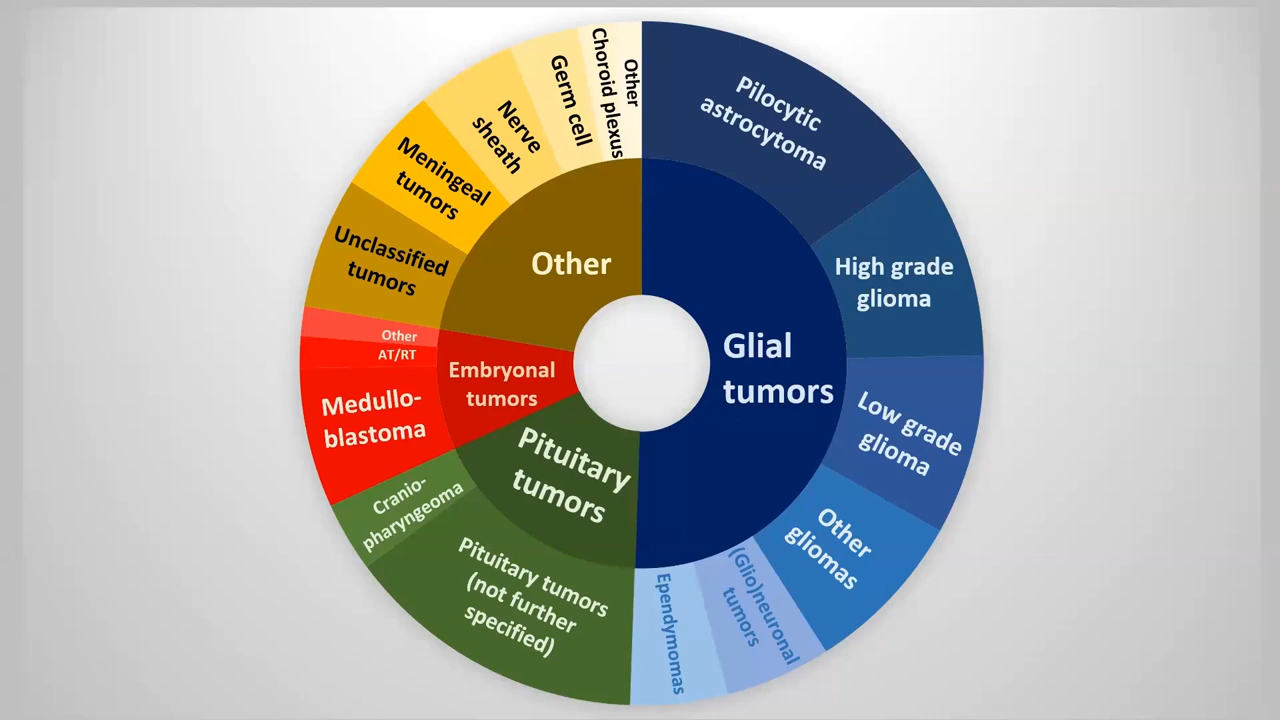 Pilocytic
astrocytoma
High grade
glioma
Low grade
glioma
Other
gliomas
(Glio)neuronal
tumors
Ependymomas
Pituitary tumors
(not further
specified)
Cranio-
pharyngeoma
Medullo-
blastoma
AT/RT
Other
Unclassified
tumors
Meningeal
tumors
Nerve
sheath
Germ cell
Choroid plexus
Other
Glial
tumors
Pituitary
tumors
Embryonal
tumors
Other